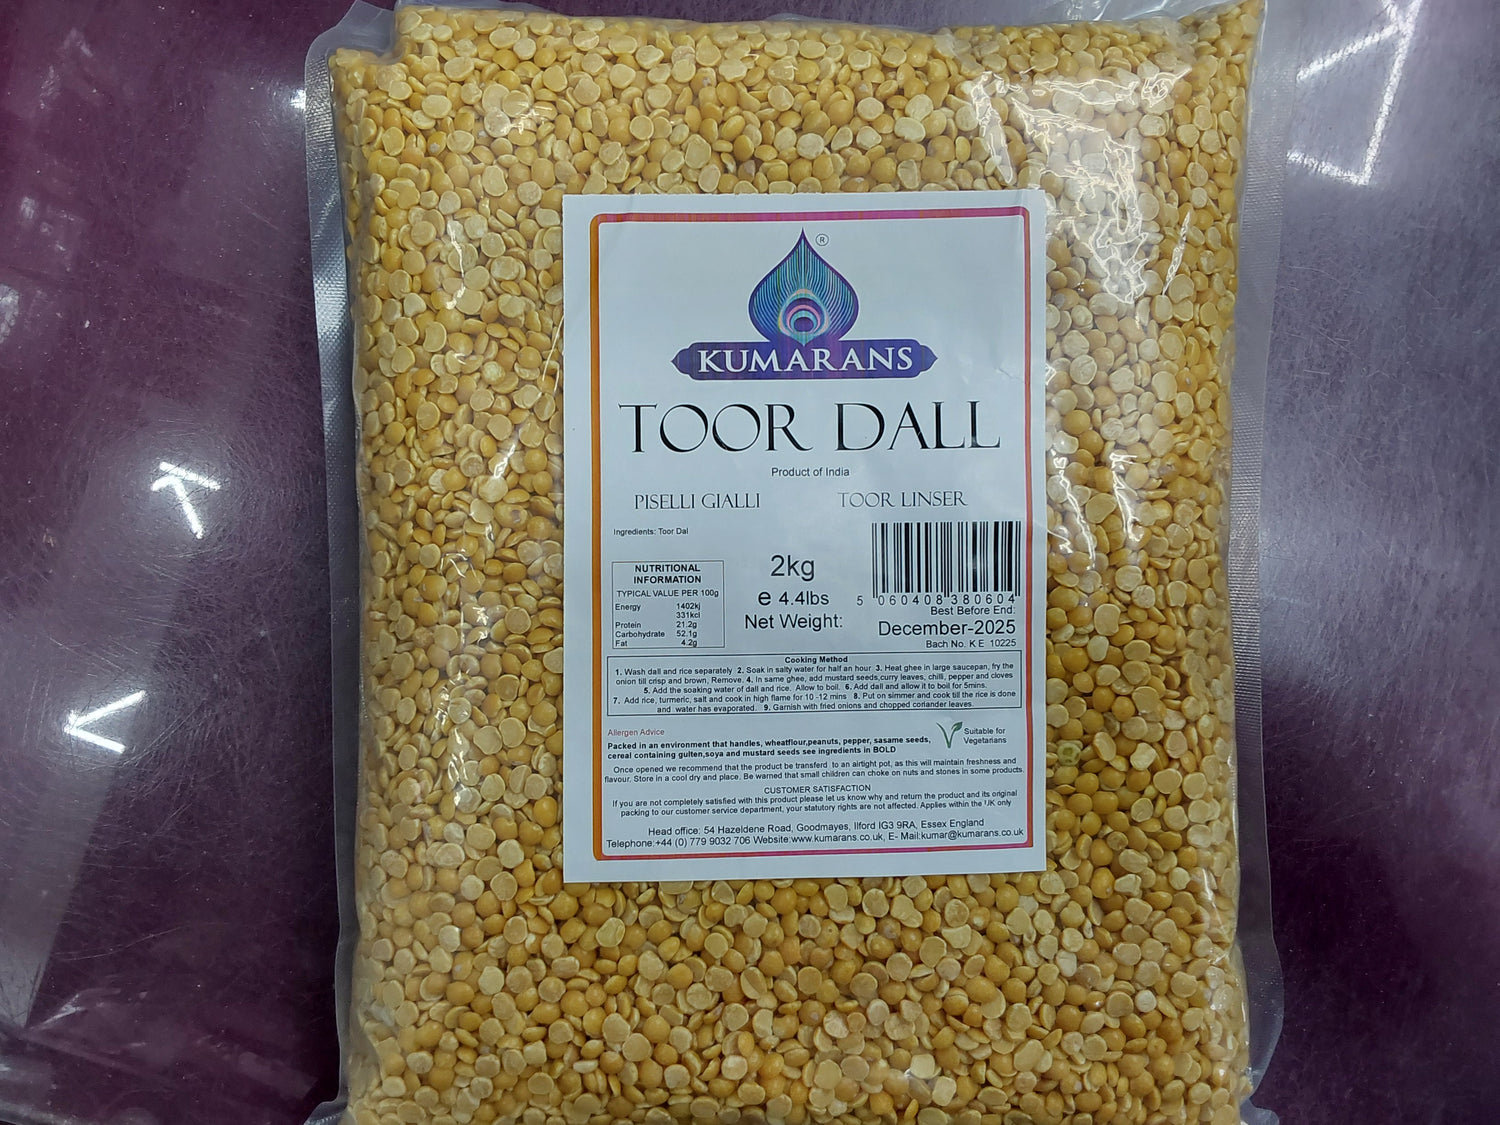 ®
KUMARANS
TOOR DALL
Product of India
PISELLI GIALLI TOOR LINSER
Ingredients: Toor Dal
NUTRITIONAL
INFORMATION
TYPICAL VALUE PER 100g
Energy 1402kj
331kcl
Protein 21.2g
Carbohydrate 52.1g
Fat 4.2g
2kg
e 4.4lbs
Net Weight:
5 060408 380604
Best Before End:
December-2025
Bach No. K E 10225
Cooking Method
1. Wash dall and rice separately 2. Soak in salty water for half an hour 3. Heat ghee in large saucepan, fry the
onion till crisp and brown, Remove. 4. In same ghee, add mustard seeds,curry leaves, chilli, pepper and cloves
5. Add the soaking water of dall and rice. Allow to boil. 6. Add dall and allow it to boil for 5mins.
7. Add rice, turmeric, salt and cook in high flame for 10 -12 mins 8. Put on simmer and cook till the rice is done
and water has evaporated. 9. Garnish with fried onions and chopped coriander leaves.
Allergen Advice
Packed in an environment that handles, wheatflour,peanuts, pepper, sasame seeds,
cereal containing gulten,soya and mustard seeds see ingredients in BOLD
Suitable for
Vegetarians
Once opened we recommend that the product be transferd to an airtight pot, as this will maintain freshness and
flavour. Store in a cool dry and place. Be warned that small children can choke on nuts and stones in some products.
CUSTOMER SATISFACTION
If you are not completely satisfied with this product please let us know why and return the product and its original
packing to our customer service department, your statutory rights are not affected. Applies within the UK only
Head office: 54 Hazeldene Road, Goodmayes, Ilford IG3 9RA, Essex England
Telephone:+44 (0) 779 9032 706 Website:www.kumarans.co.uk, E- Mail:kumar@kumarans.co.uk